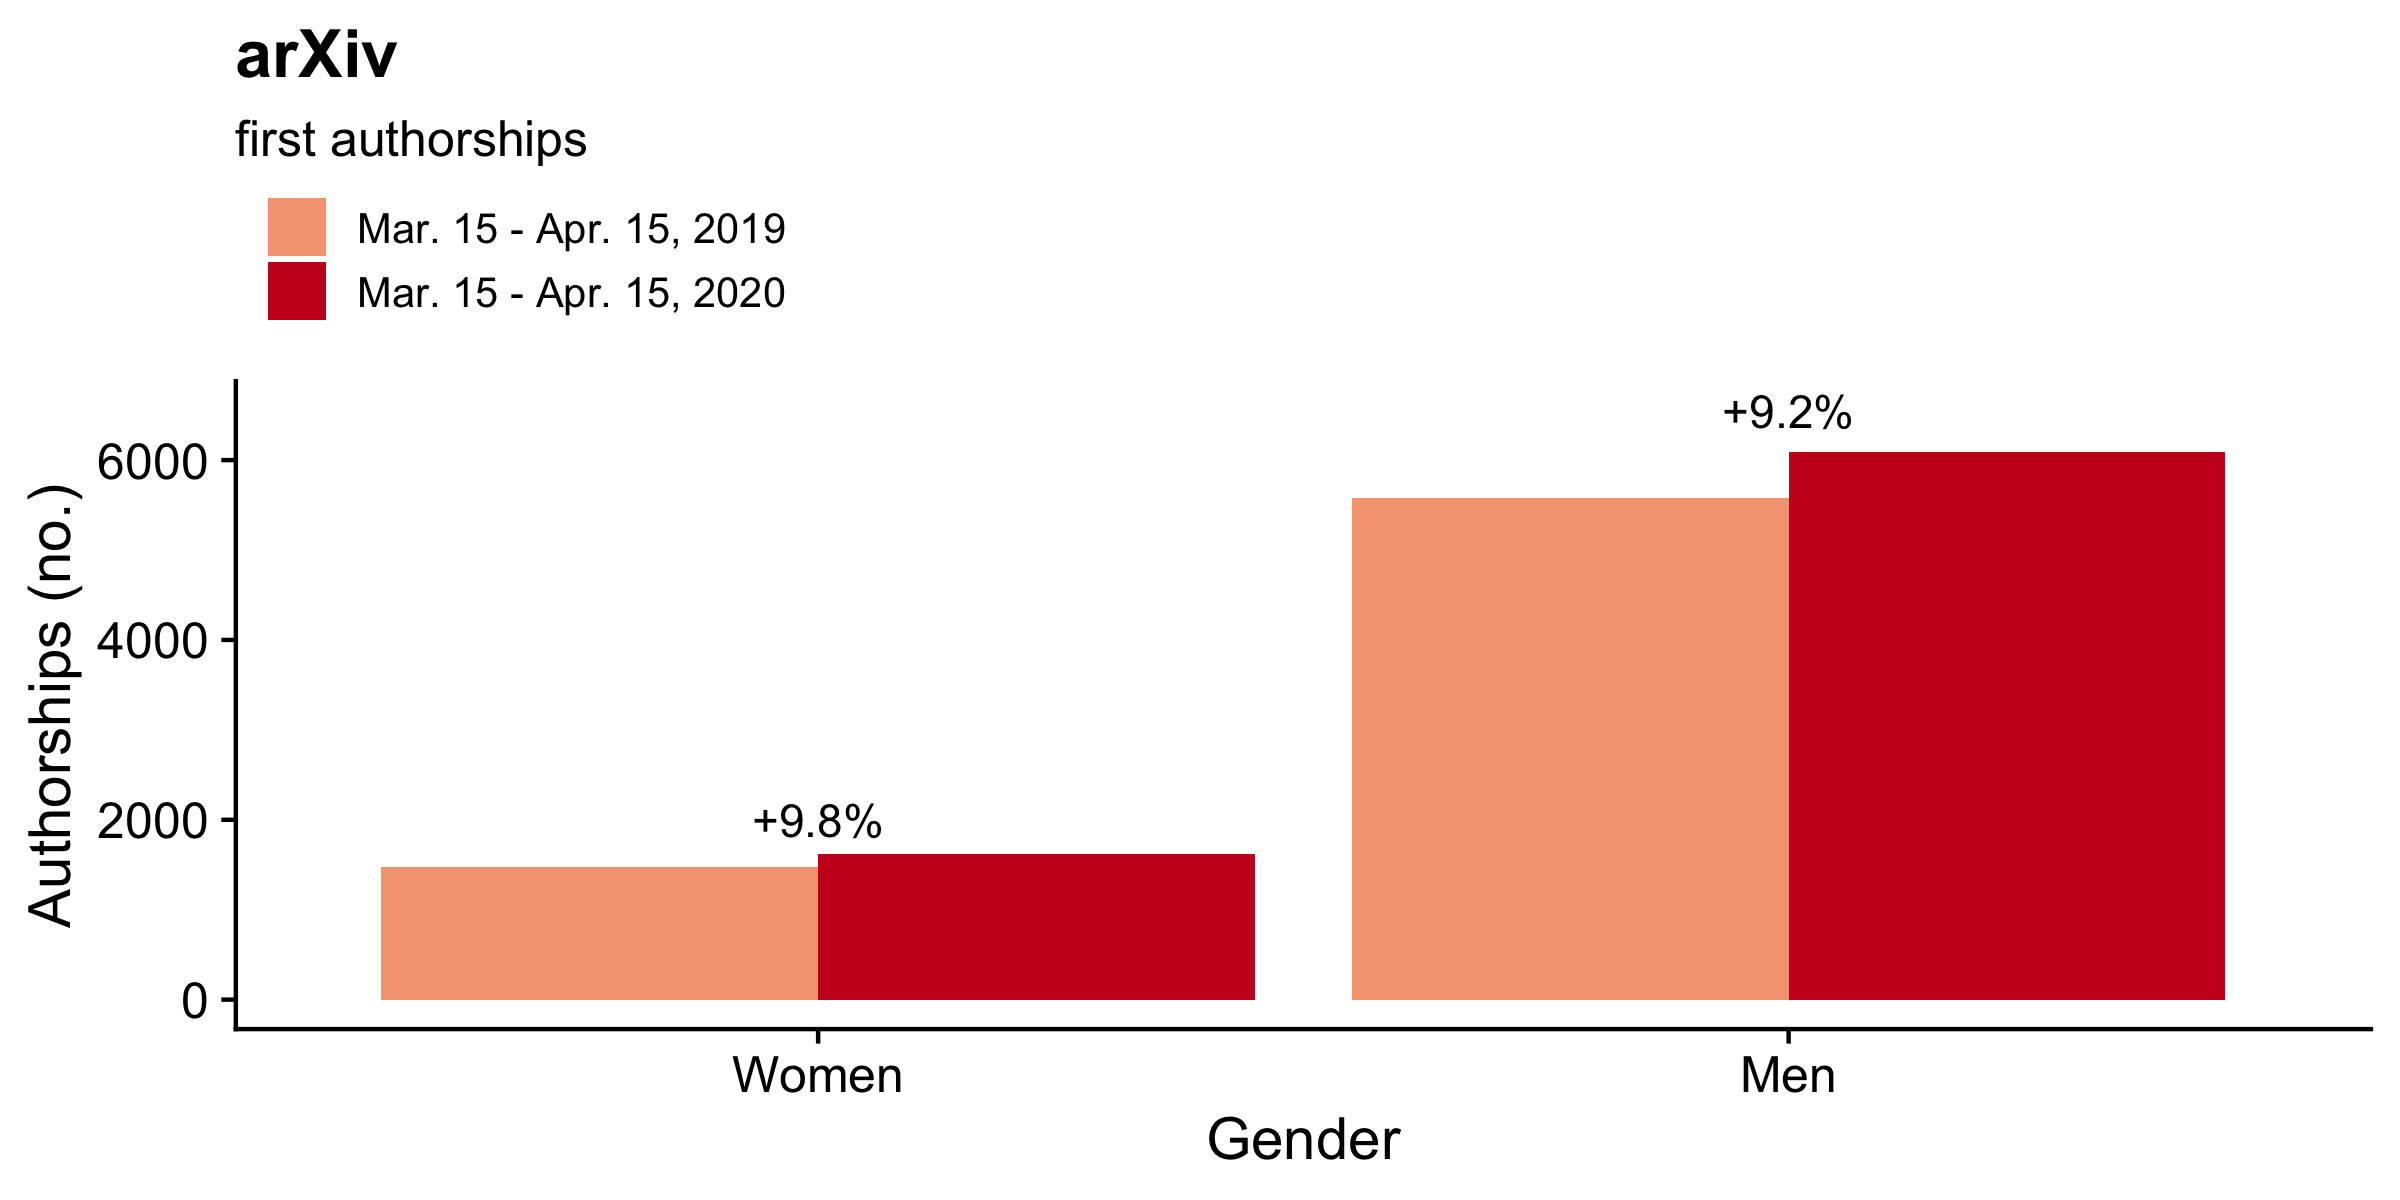 arXiv
first authorships
Mar. 15 - Apr. 15, 2019
Mar. 15 - Apr. 15, 2020
Authorships (no.)
6000
4000
2000
0
+9.8%
+9.2%
Women
Men
Gender